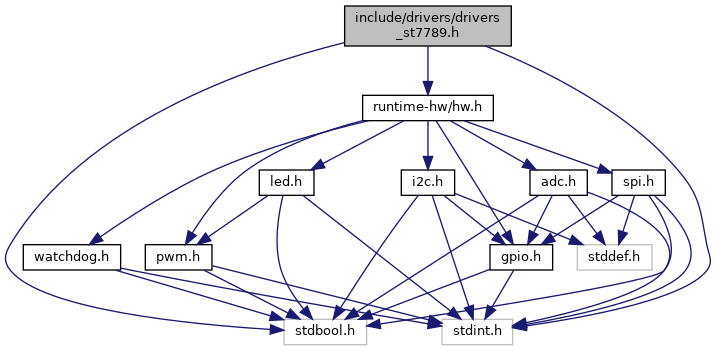 include/drivers/drivers
_st7789.h
runtime-hw/hw.h
led.h
i2c.h
adc.h
spi.h
watchdog.h
pwm.h
gpio.h
stddef.h
stdbool.h
stdint.h